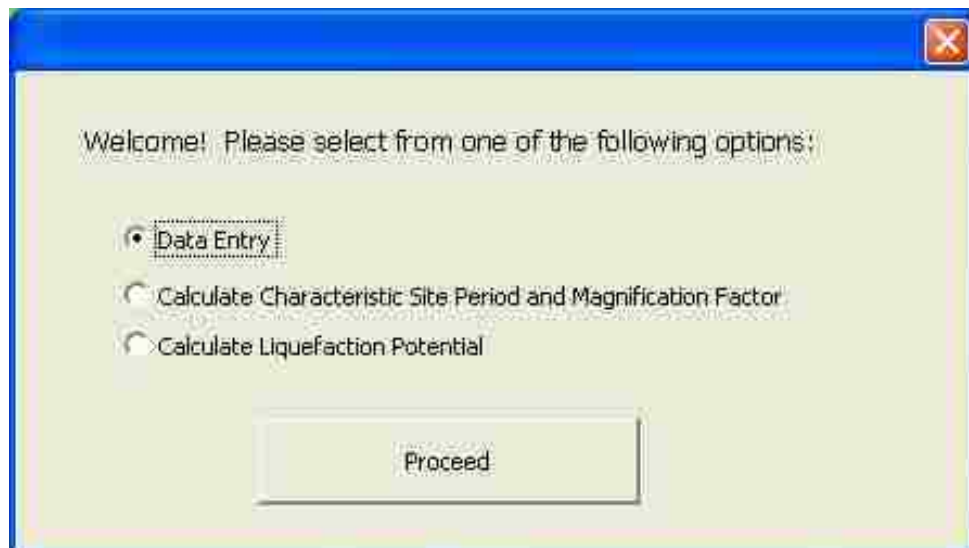 Welcome! Please select from one of the following options:
Data Entry
Calculate Characteristic Site Period and Magnification Factor
Calculate Liquefaction Potential
Proceed